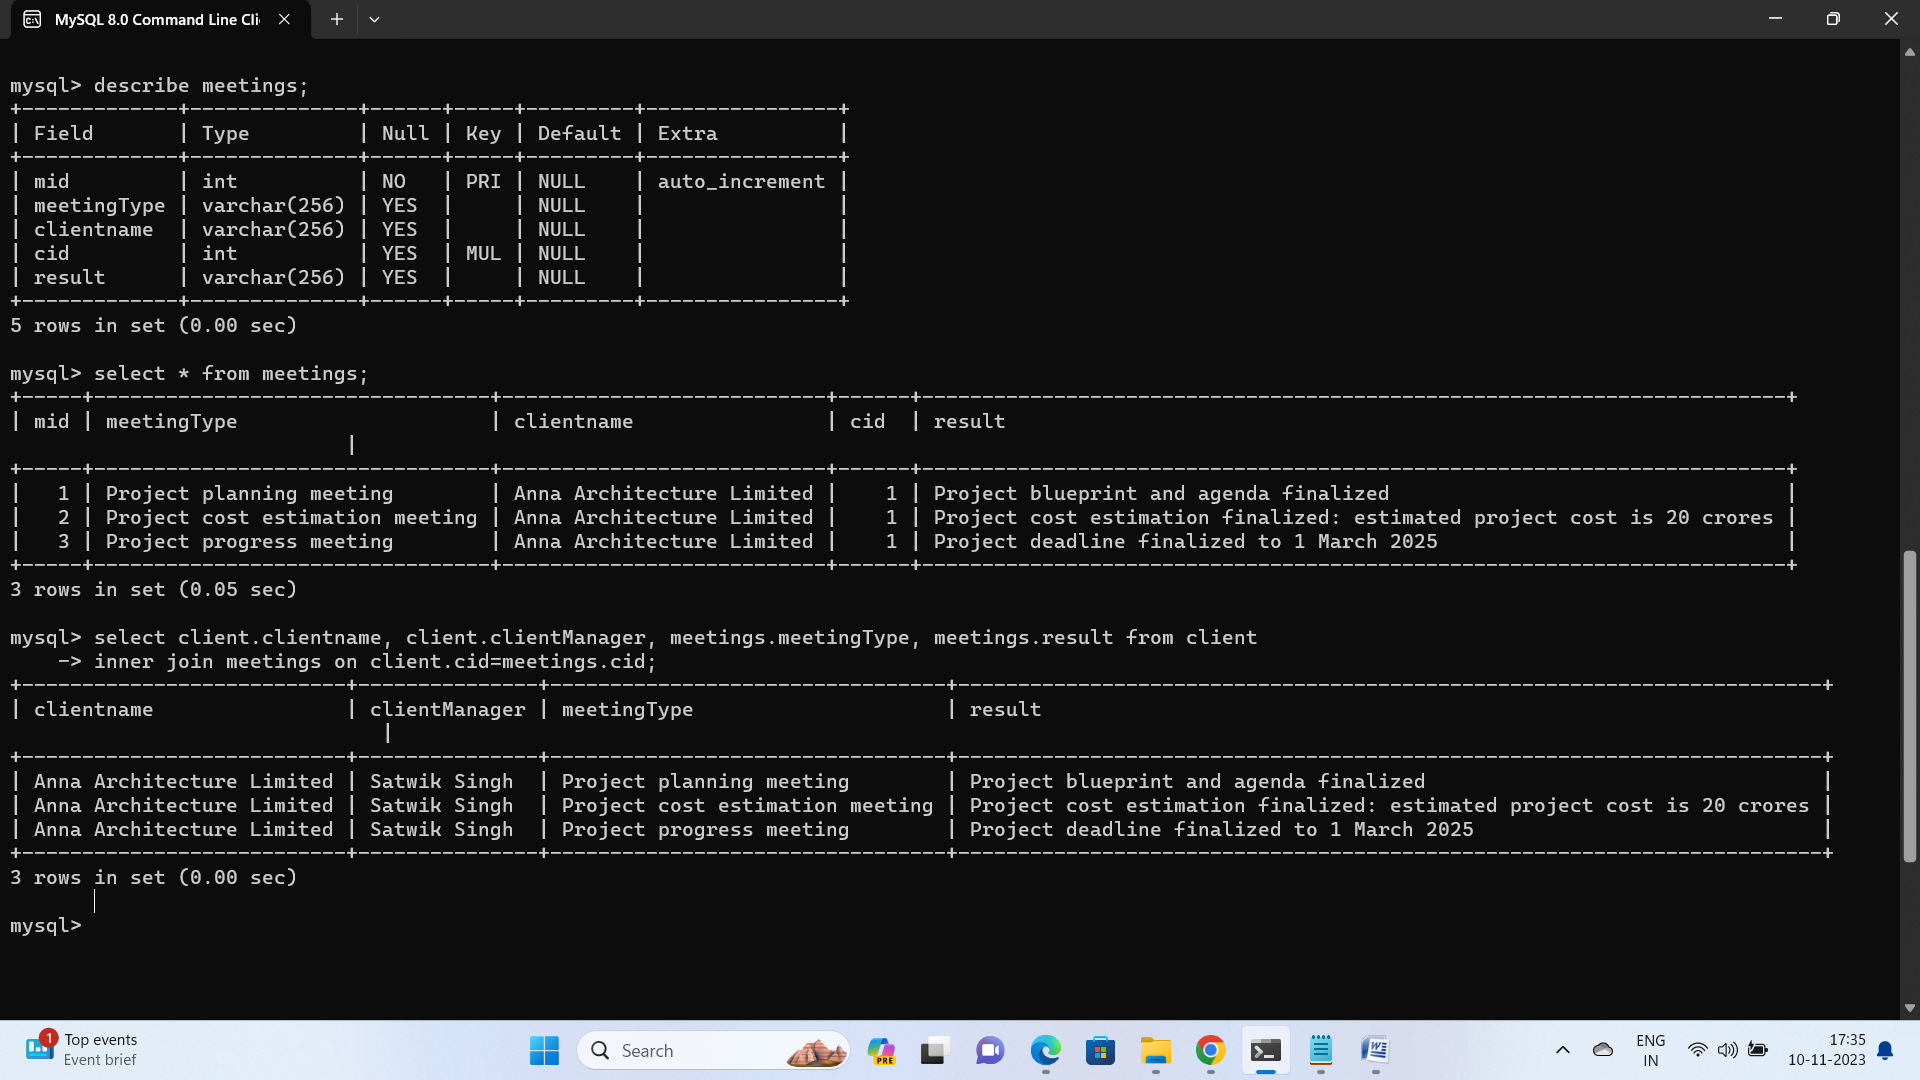 MySQL 8.0 Command Line Cli
mysql> describe meetings;
+-------------+--------------+------+-----+---------+----------------+
| Field       | Type         | Null | Key | Default | Extra          |
+-------------+--------------+------+-----+---------+----------------+
| mid         | int          | NO   | PRI | NULL    | auto_increment |
| meetingType | varchar(256) | YES  |     | NULL    |                |
| clientname  | varchar(256) | YES  |     | NULL    |                |
| cid         | int          | YES  | MUL | NULL    |                |
| result      | varchar(256) | YES  |     | NULL    |                |
+-------------+--------------+------+-----+---------+----------------+
5 rows in set (0.00 sec)
mysql> select * from meetings;
+-----+---------------------------------+---------------------------+------+------------------------------------------------------------------------+
| mid | meetingType                     | clientname                | cid  | result
                            |
+-----+---------------------------------+---------------------------+------+------------------------------------------------------------------------+
|   1 | Project planning meeting        | Anna Architecture Limited |    1 | Project blueprint and agenda finalized                                 |
|   2 | Project cost estimation meeting | Anna Architecture Limited |    1 | Project cost estimation finalized: estimated project cost is 20 crores |
|   3 | Project progress meeting        | Anna Architecture Limited |    1 | Project deadline finalized to 1 March 2025                             |
+-----+---------------------------------+---------------------------+------+------------------------------------------------------------------------+
3 rows in set (0.05 sec)
mysql> select client.clientname, client.clientManager, meetings.meetingType, meetings.result from client
    -> inner join meetings on client.cid=meetings.cid;
+---------------------------+---------------+---------------------------------+------------------------------------------------------------------------+
| clientname                | clientManager | meetingType                     | result
                               |
+---------------------------+---------------+---------------------------------+------------------------------------------------------------------------+
| Anna Architecture Limited | Satwik Singh  | Project planning meeting        | Project blueprint and agenda finalized                                 |
| Anna Architecture Limited | Satwik Singh  | Project cost estimation meeting | Project cost estimation finalized: estimated project cost is 20 crores |
| Anna Architecture Limited | Satwik Singh  | Project progress meeting        | Project deadline finalized to 1 March 2025                             |
+---------------------------+---------------+---------------------------------+------------------------------------------------------------------------+
3 rows in set (0.00 sec)
mysql>
1
Top events
Event brief
Search
PRE
ENG
IN
17:35
10-11-2023